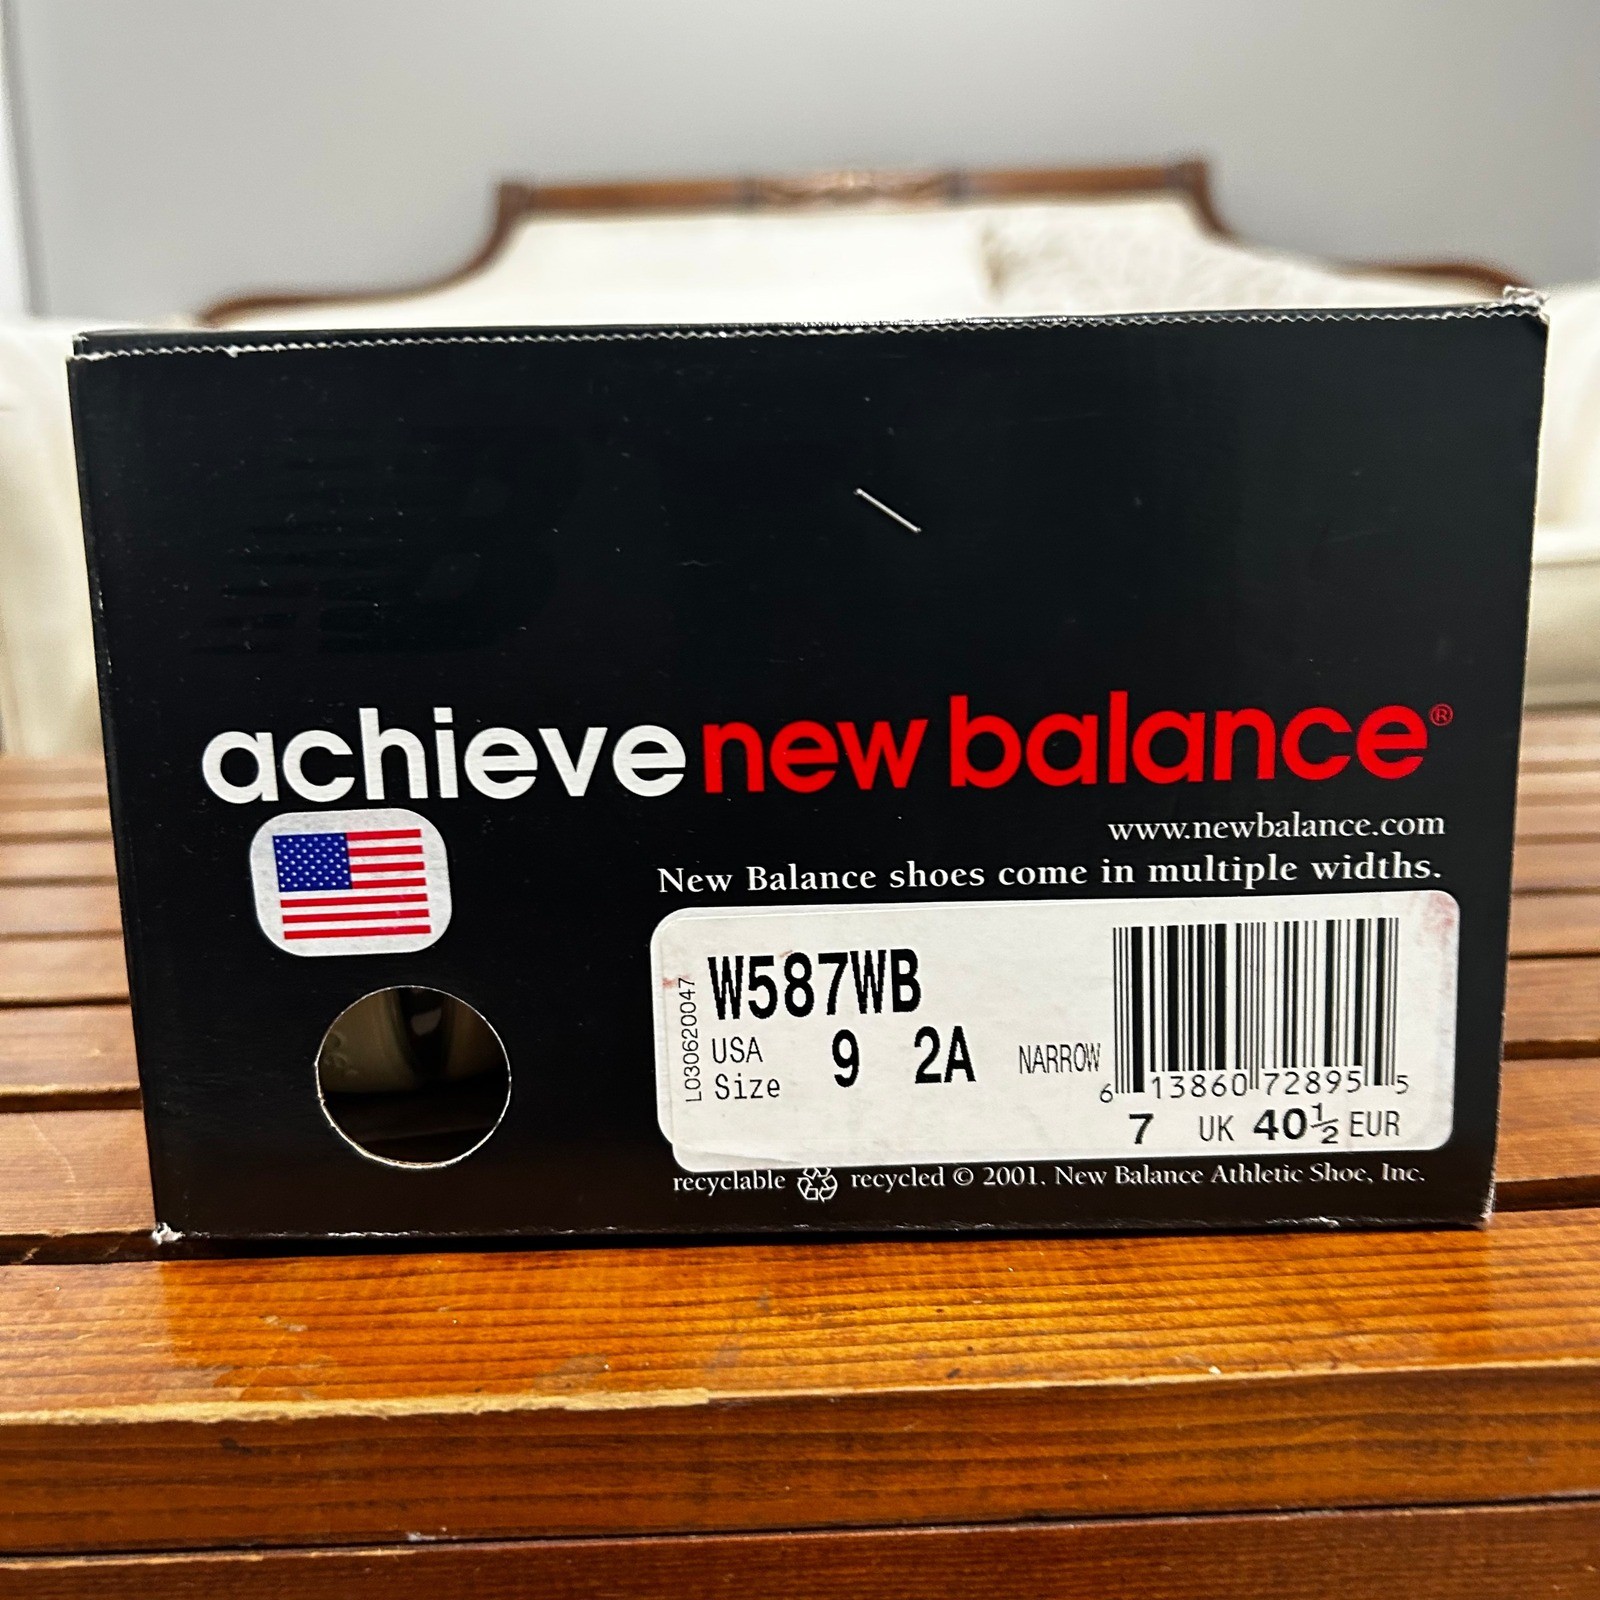 achieve new balance®
www.newbalance.com
New Balance shoes come in multiple widths.
L030620047
W587WB
USA Size 9 2A NARROW
6 13860 72895 5
7 UK 40½ EUR
recyclable recycled © 2001. New Balance Athletic Shoe, Inc.